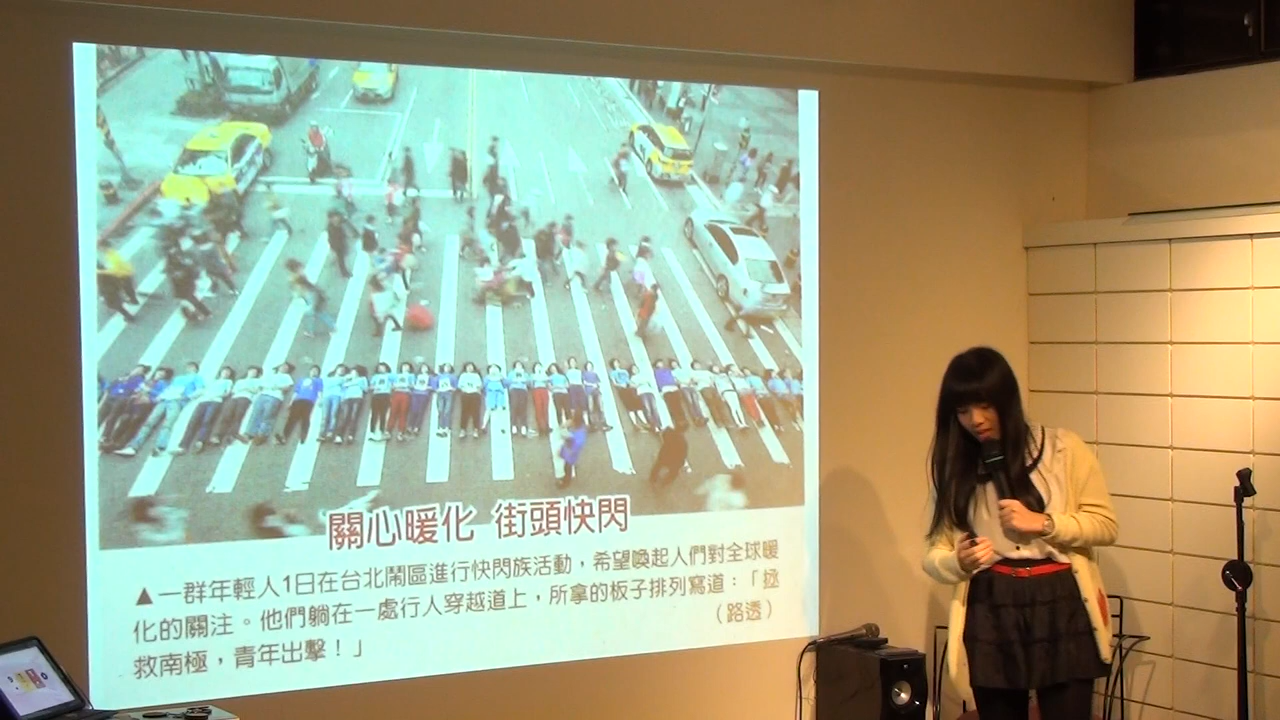 關心暖化 街頭快閃
▲一群年輕人1日在台北鬧區進行快閃族活動，希望喚起人們對全球暖
化的關注。他們躺在一處行人穿越道上，所拿的板子排列寫道：「拯
救南極，青年出擊！」（路透）